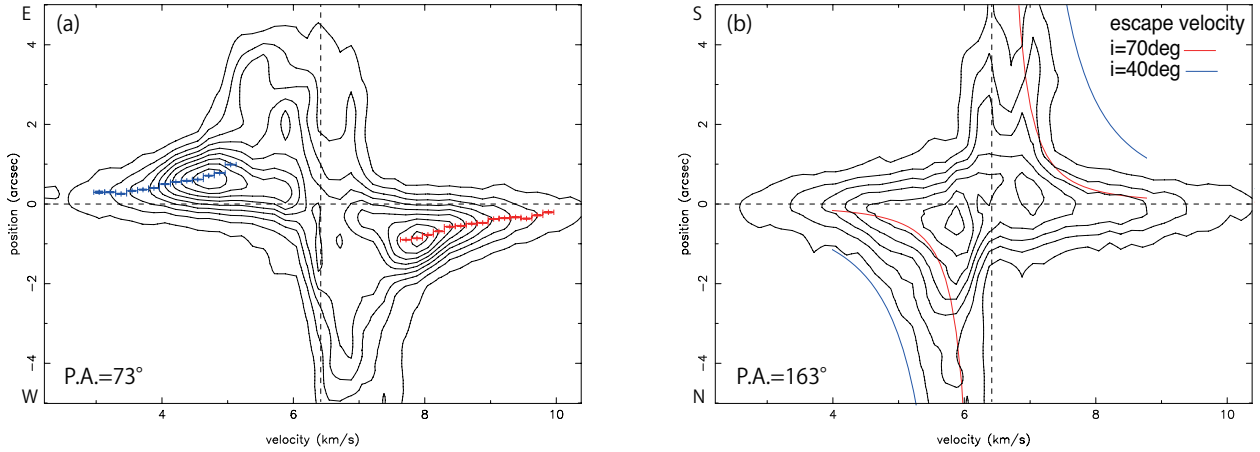 E
(a)
4
2
0
−2
−4
position (arcsec)
W
P.A.=73°
4
6
8
10
velocity (km/s)
S
(b)
escape velocity
i=70deg
i=40deg
4
2
0
−2
−4
position (arcsec)
N
P.A.=163°
4
6
8
10
velocity (km/s)